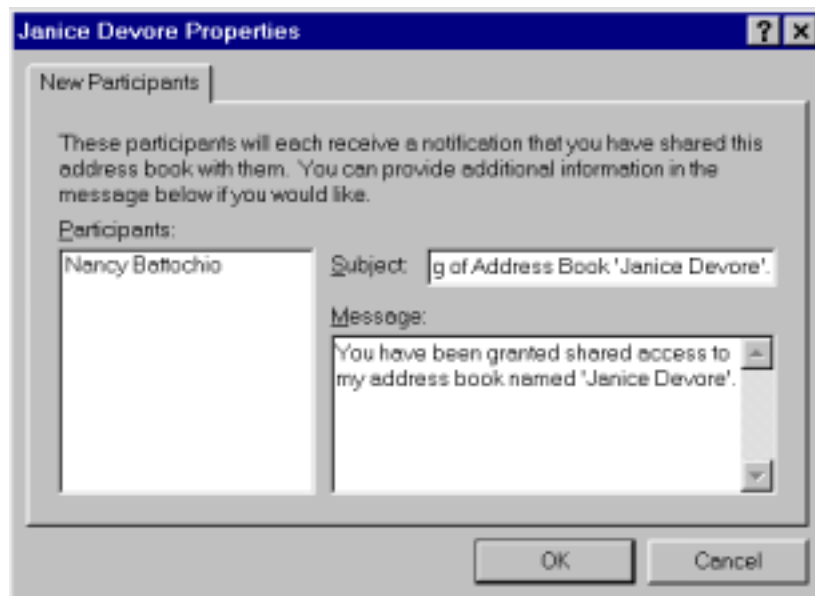 Janice Devore Properties
New Participants
These participants will each receive a notification that you have shared this
address book with them. You can provide additional information in the
message below if you would like.
Participants:
Nancy Battochio
Subject: g of Address Book 'Janice Devore'.
Message:
You have been granted shared access to
my address book named 'Janice Devore'.
OK Cancel